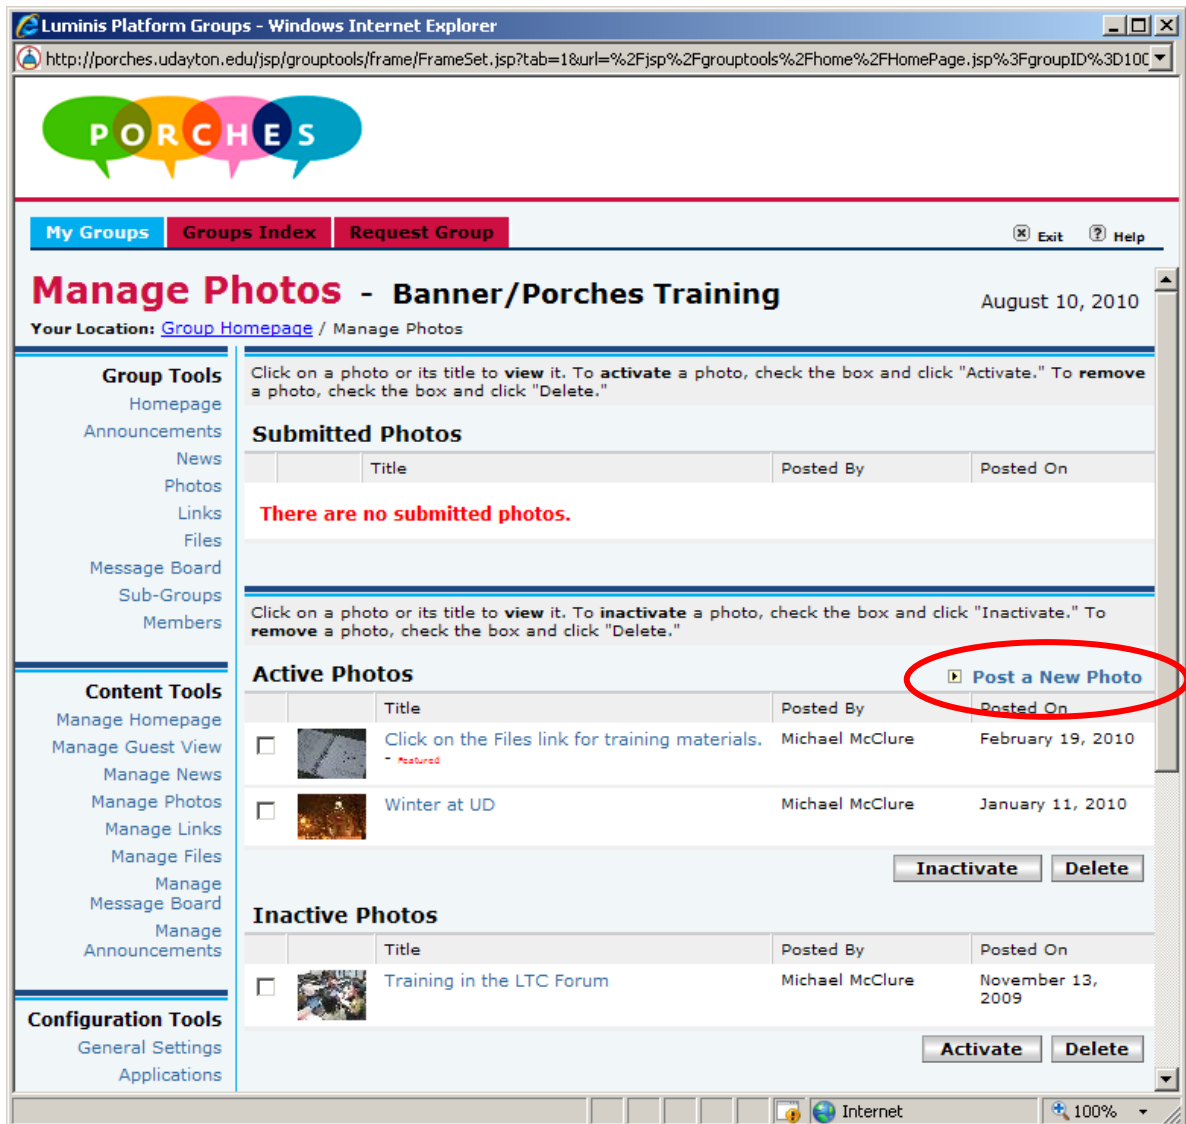 Luminis Platform Groups - Windows Internet Explorer
http://porches.udayton.edu/jsp/grouptools/frame/FrameSet.jsp?tab=1&url=%2Fjsp%2Fgrouptools%2Fhome%2FHomePage.jsp%3FgroupID%3D100
PORCHES
My Groups Groups Index Request Group Exit Help
Manage Photos - Banner/Porches Training August 10, 2010
Your Location: Group Homepage / Manage Photos
Group Tools
Homepage
Announcements
News
Photos
Links
Files
Message Board
Sub-Groups
Members
Content Tools
Manage Homepage
Manage Guest View
Manage News
Manage Photos
Manage Links
Manage Files
Manage
Message Board
Manage
Announcements
Configuration Tools
General Settings
Applications
Click on a photo or its title to view it. To activate a photo, check the box and click "Activate." To remove
a photo, check the box and click "Delete."
Submitted Photos
Title Posted By Posted On
There are no submitted photos.
Click on a photo or its title to view it. To inactivate a photo, check the box and click "Inactivate." To
remove a photo, check the box and click "Delete."
Active Photos Post a New Photo
Title Posted By Posted On
Click on the Files link for training materials. Michael McClure February 19, 2010
- Featured
Winter at UD Michael McClure January 11, 2010
Inactivate Delete
Inactive Photos
Title Posted By Posted On
Training in the LTC Forum Michael McClure November 13,
2009
Activate Delete
Internet 100%